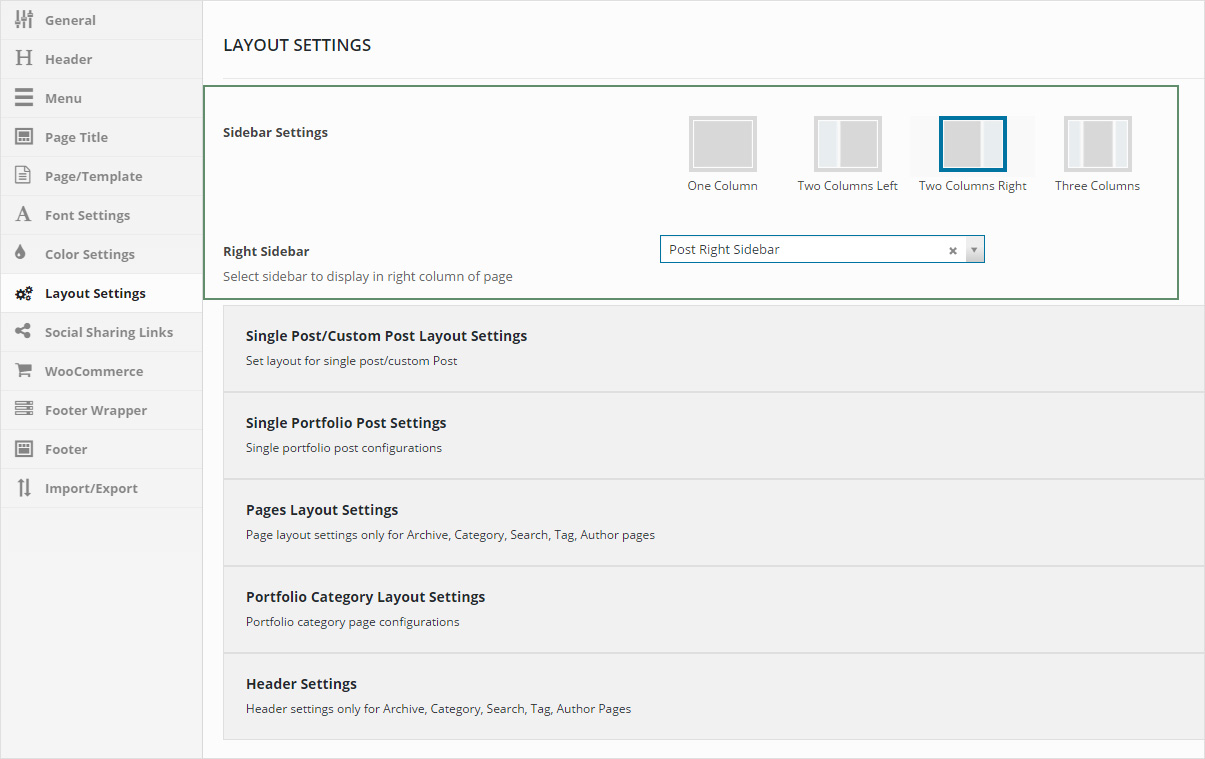 General
Header
Menu
Page Title
Page/Template
Font Settings
Color Settings
Layout Settings
Social Sharing Links
WooCommerce
Footer Wrapper
Footer
Import/Export
LAYOUT SETTINGS
Sidebar Settings
One Column
Two Columns Left
Two Columns Right
Three Columns
Right Sidebar
Select sidebar to display in right column of page
Post Right Sidebar
Single Post/Custom Post Layout Settings
Set layout for single post/custom Post
Single Portfolio Post Settings
Single portfolio post configurations
Pages Layout Settings
Page layout settings only for Archive, Category, Search, Tag, Author pages
Portfolio Category Layout Settings
Portfolio category page configurations
Header Settings
Header settings only for Archive, Category, Search, Tag, Author Pages